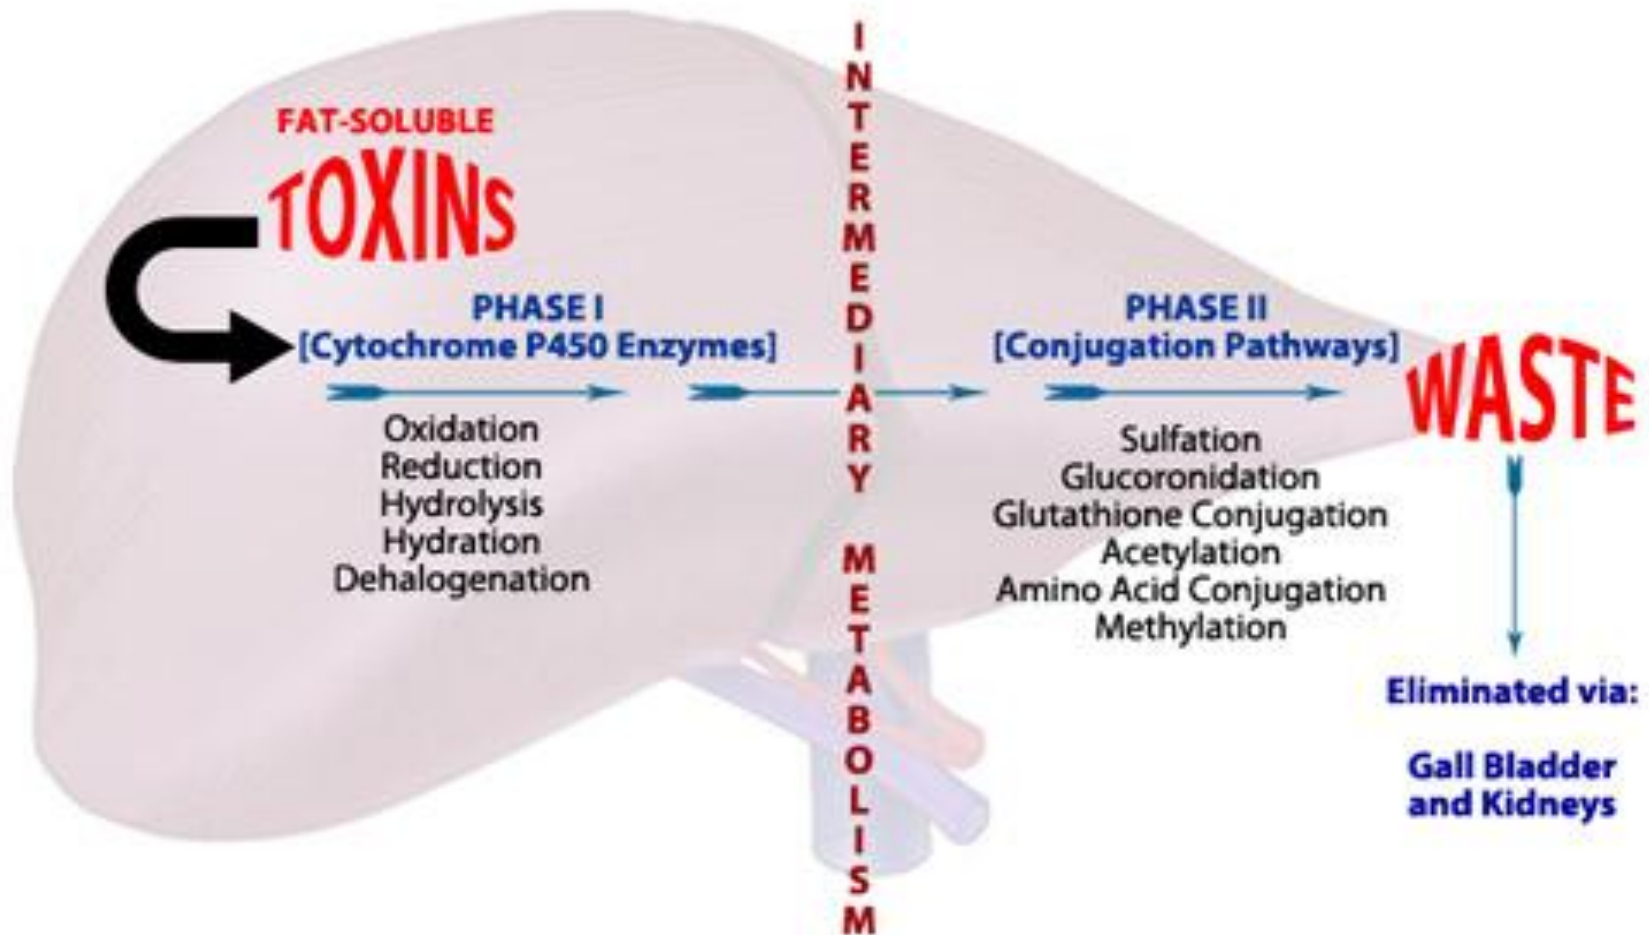 FAT-SOLUBLE
TOXINS
PHASE I
[Cytochrome P450 Enzymes]
Oxidation
Reduction
Hydrolysis
Hydration
Dehalogenation
INTERMEDIARY METABOLISM
PHASE II
[Conjugation Pathways]
Sulfation
Glucoronidation
Glutathione Conjugation
Acetylation
Amino Acid Conjugation
Methylation
WASTE
Eliminated via:
Gall Bladder
and Kidneys